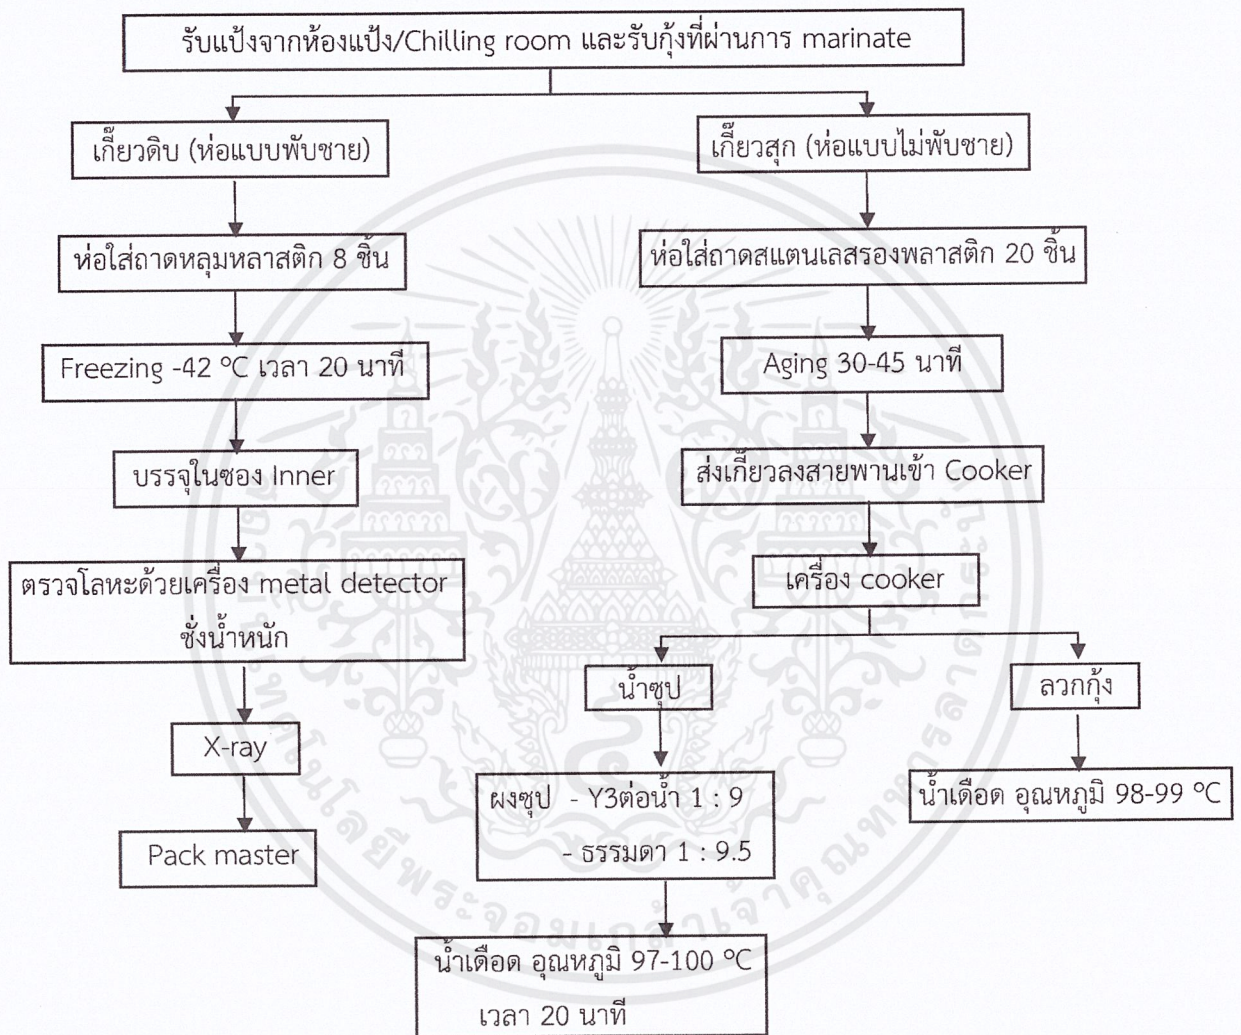 รับแป้งจากห้องแป้ง/Chilling room และรับกุ้งที่ผ่านการ marinate
เกี๊ยวดิบ (ห่อแบบพับชาย)
ห่อใส่ถาดหลุมหลาสติก 8 ชิ้น
Freezing -42 °C เวลา 20 นาที
บรรจุในซอง Inner
ตรวจโลหะด้วยเครื่อง metal detector
ชั่งน้ำหนัก
X-ray
Pack master
เกี๊ยวสุก (ห่อแบบไม่พับชาย)
ห่อใส่ถาดสแตนเลสรองพลาสติก 20 ชิ้น
Aging 30-45 นาที
ส่งเกี๊ยวลงสายพานเข้า Cooker
เครื่อง cooker
น้ำซุป
ผงซุป - Y3ต่อน้ำ 1 : 9
- ธรรมดา 1 : 9.5
น้ำเดือด อุณหภูมิ 97-100 °C
เวลา 20 นาที
ลวกกุ้ง
น้ำเดือด อุณหภูมิ 98-99 °C